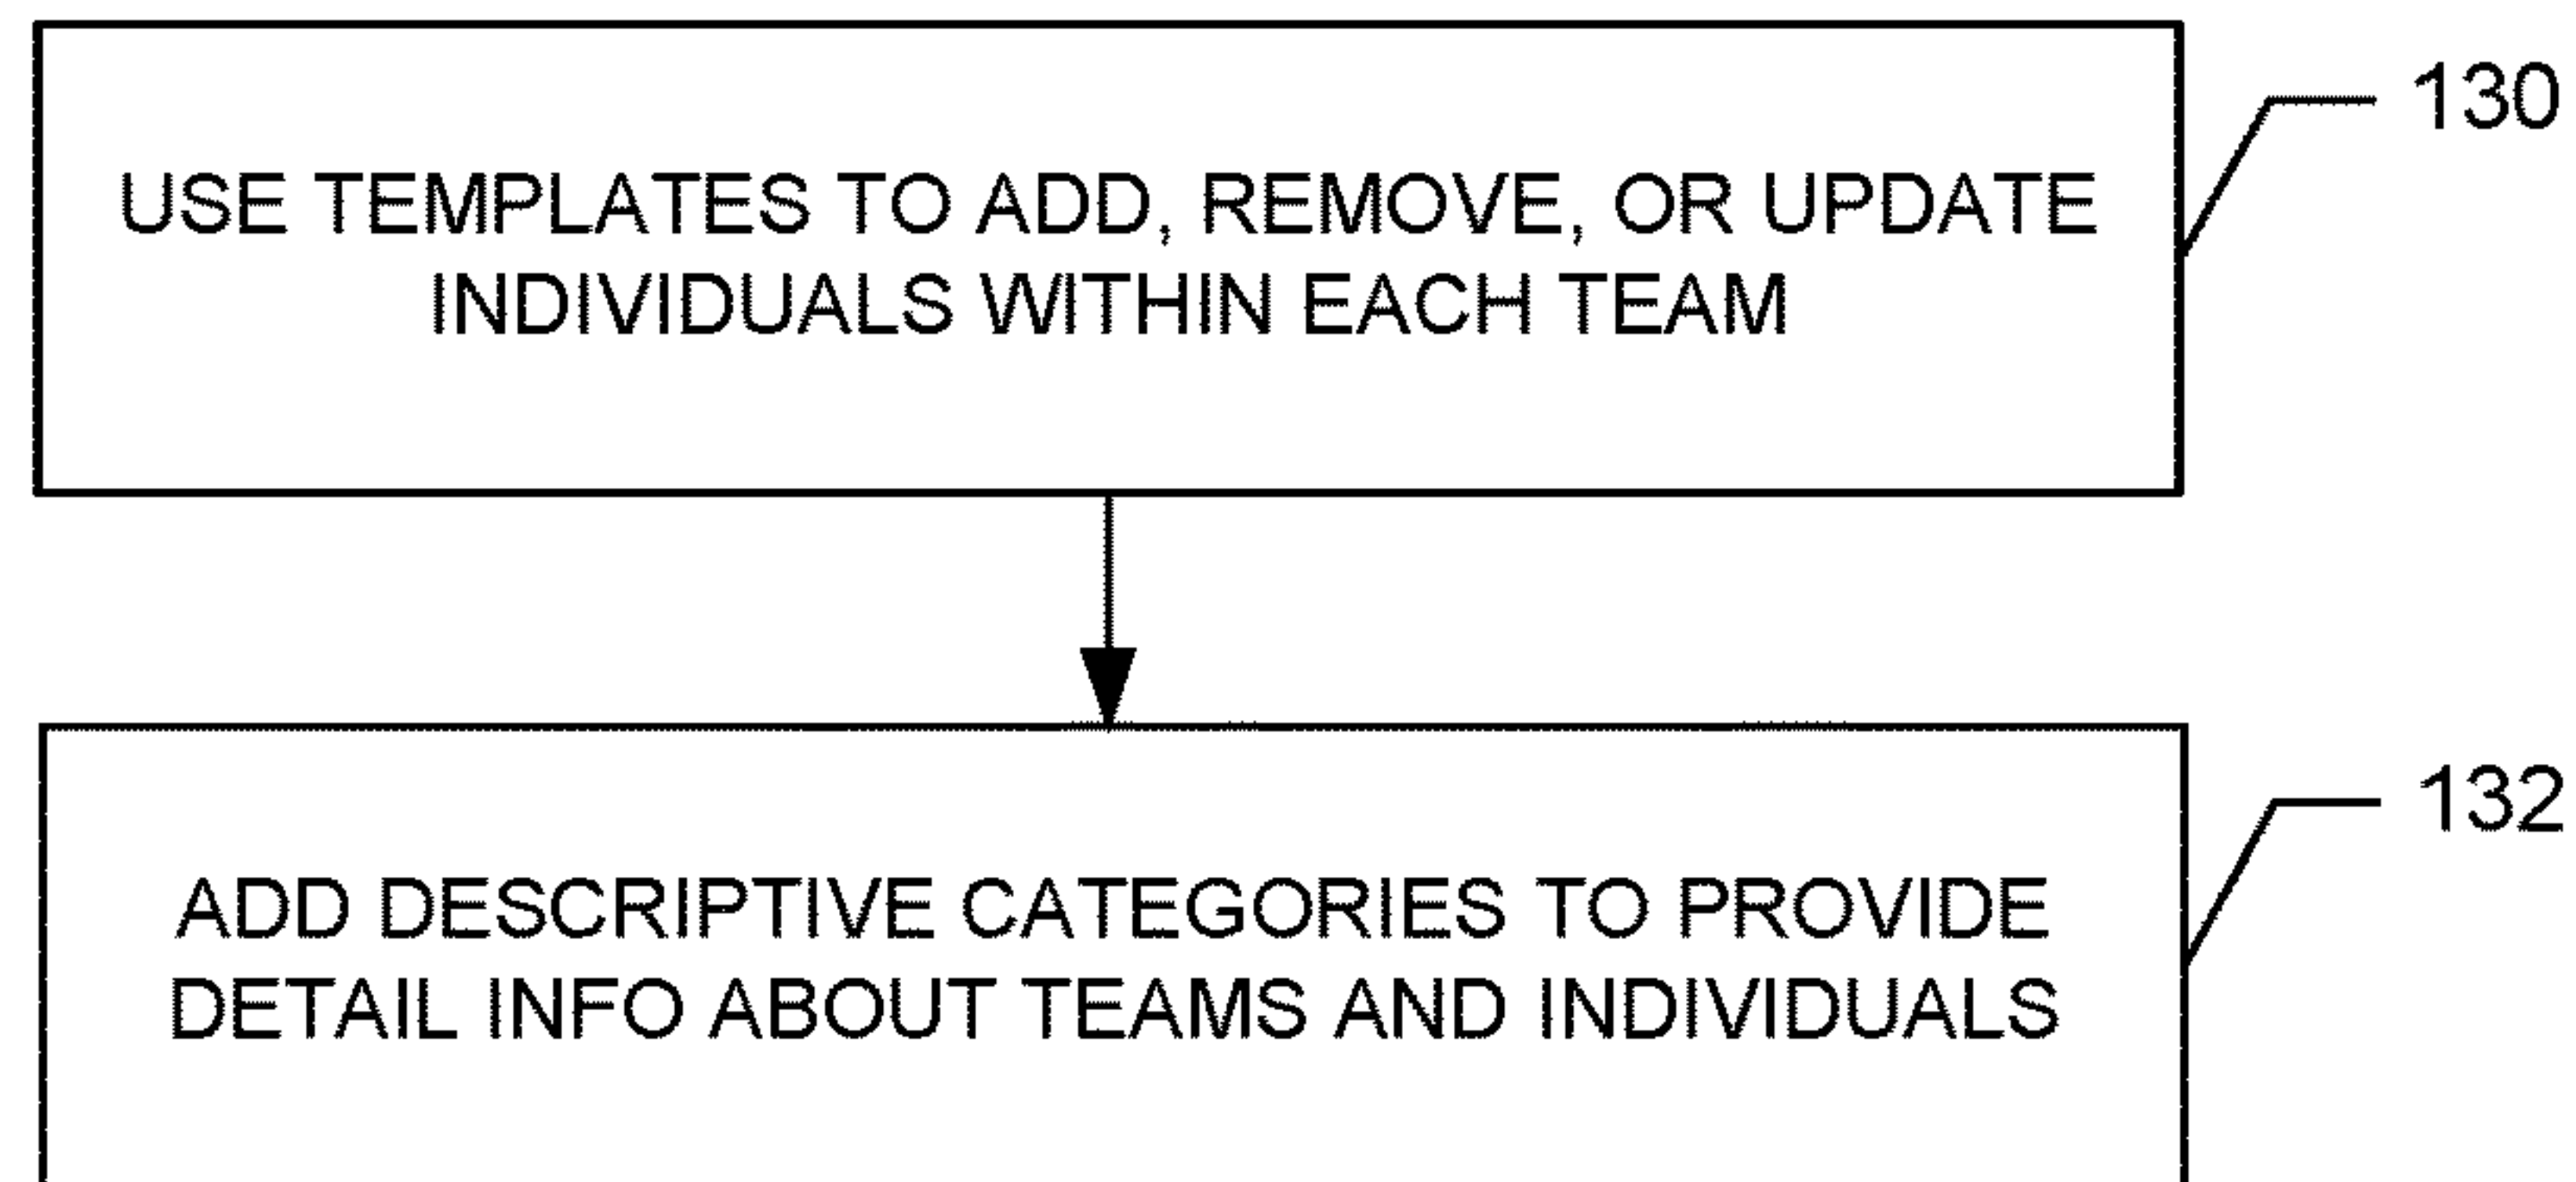 130
USE TEMPLATES TO ADD, REMOVE, OR UPDATE
INDIVIDUALS WITHIN EACH TEAM
132
ADD DESCRIPTIVE CATEGORIES TO PROVIDE
DETAIL INFO ABOUT TEAMS AND INDIVIDUALS